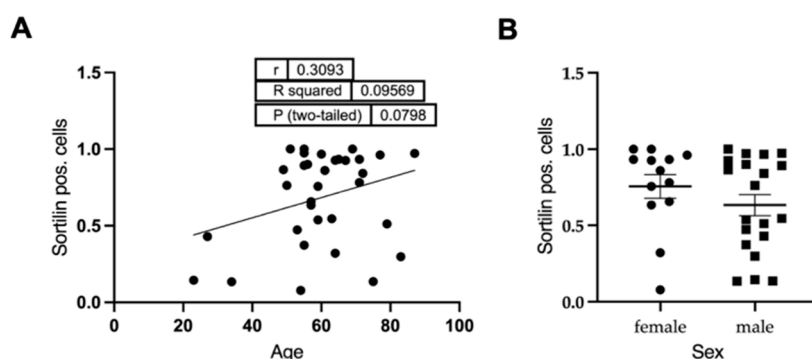 A
r 0.3093
R squared 0.09569
P (two-tailed) 0.0798
1.5
1.0
0.5
0.0
Sortilin pos. cells
0 20 40 60 80 100
Age
B
1.5
1.0
0.5
0.0
Sortilin pos. cells
female male
Sex